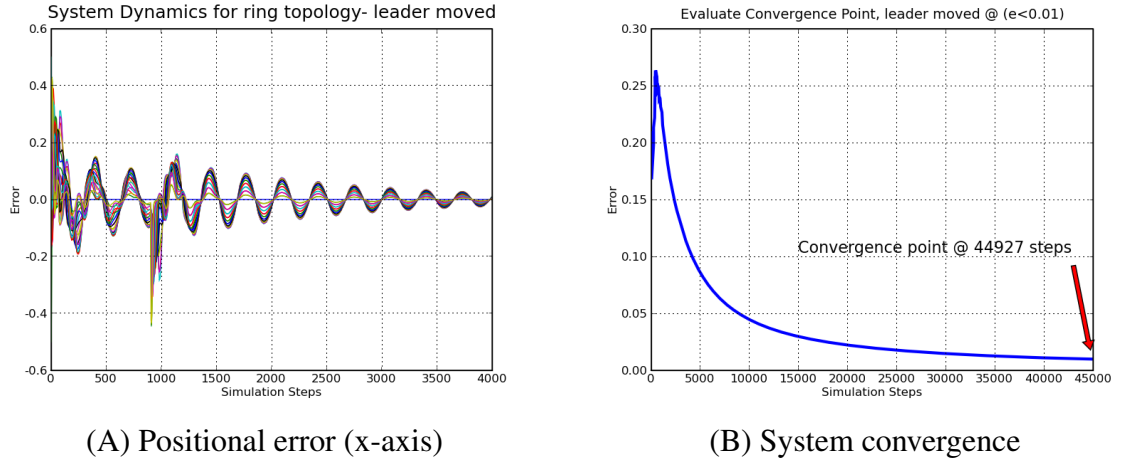 System Dynamics for ring topology- leader moved
0.6
0.4
0.2
0.0
-0.2
-0.4
-0.6
Error
0 500 1000 1500 2000 2500 3000 3500 4000
Simulation Steps
(A) Positional error (x-axis)
Evaluate Convergence Point, leader moved @ (e<0.01)
0.30
0.25
0.20
0.15
0.10
0.05
0.00
Error
Convergence point @ 44927 steps
0 5000 10000 15000 20000 25000 30000 35000 40000 45000
Simulation Steps
(B) System convergence